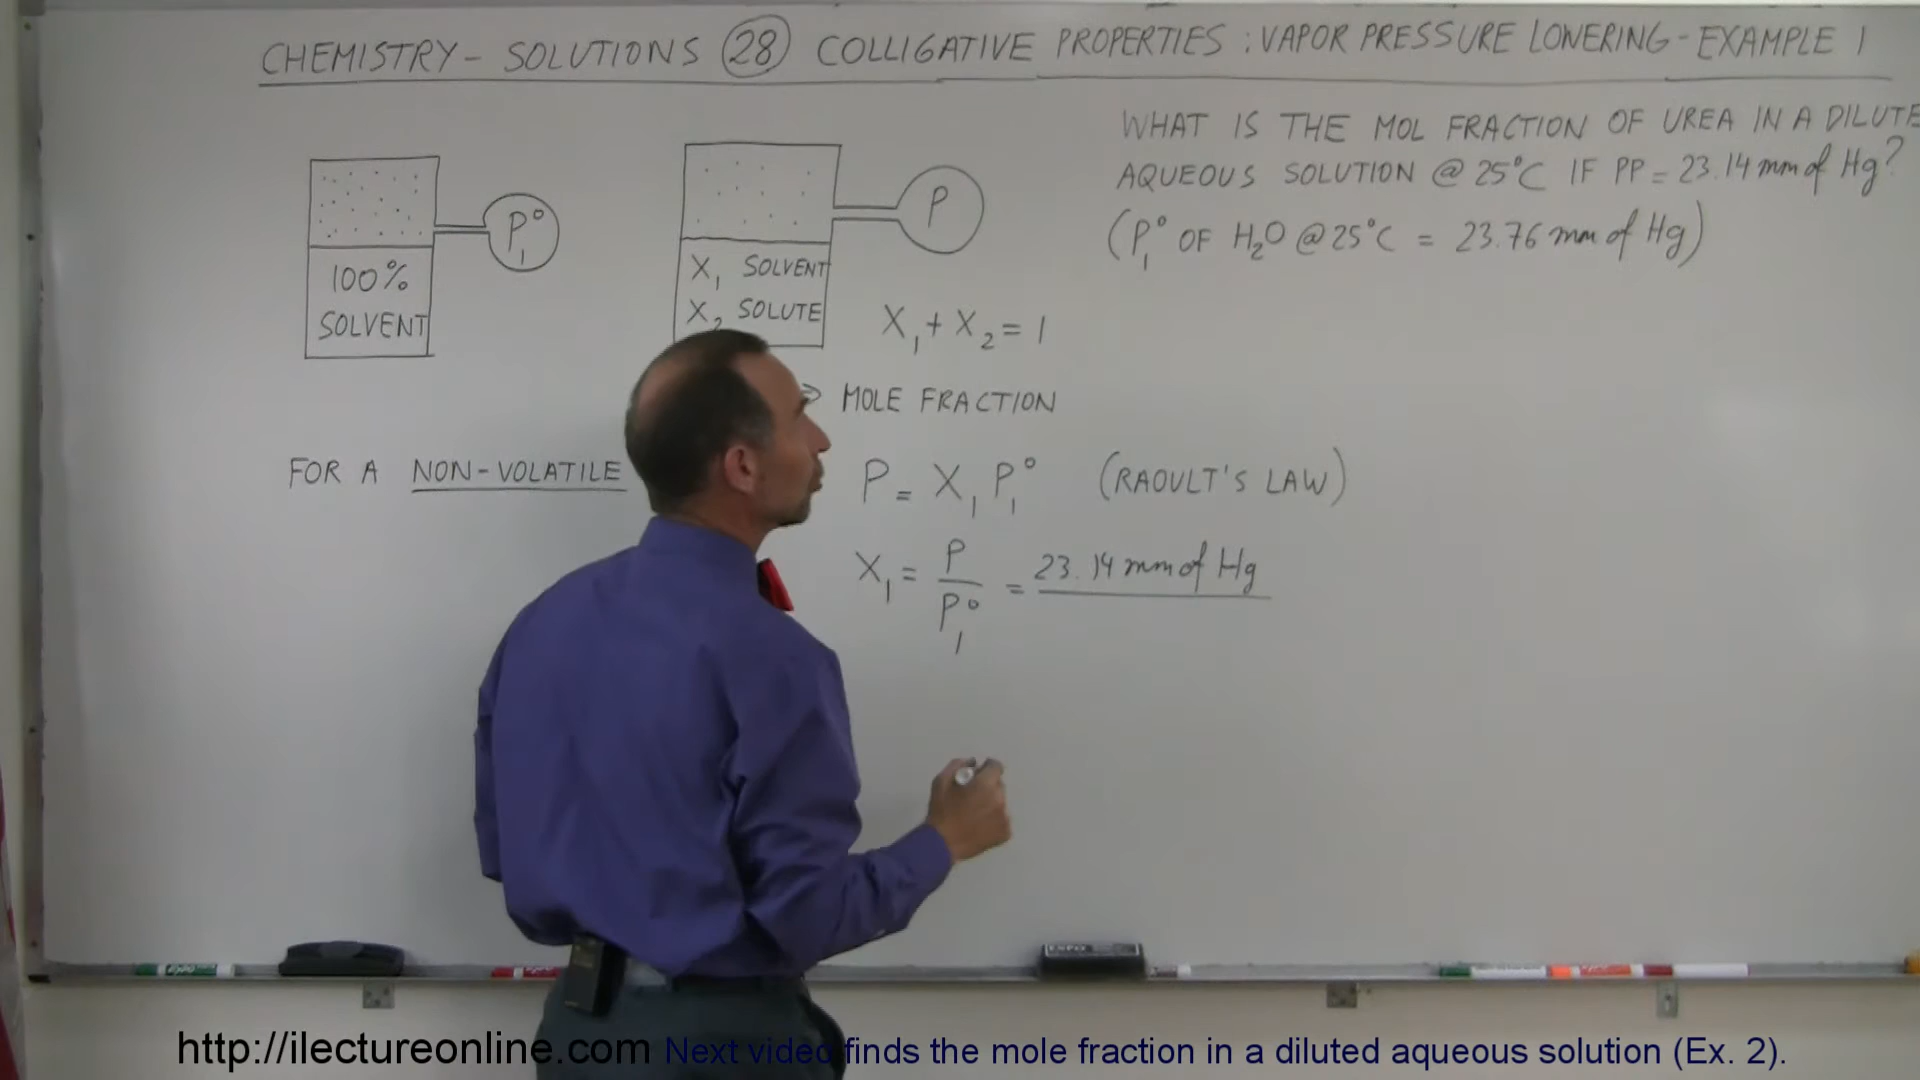 CHEMISTRY - SOLUTIONS 28 COLLIGATIVE PROPERTIES : VAPOR PRESSURE LOWERING - EXAMPLE 1
WHAT IS THE MOL FRACTION OF UREA IN A DILUTE
AQUEOUS SOLUTION @ 25°C IF PP = 23.14 mm of Hg?
(P₁° OF H₂O @ 25°C = 23.76 mm of Hg)
P₁°
100%
SOLVENT
P
X₁ SOLVENT
X₂ SOLUTE
X₁ + X₂ = 1
⇒ MOLE FRACTION
FOR A NON-VOLATILE
P = X₁ P₁° (RAOULT'S LAW)
X₁ = P / P₁° = 23.14 mm of Hg
EXPO
http://ilectureonline.com Next video finds the mole fraction in a diluted aqueous solution (Ex. 2).